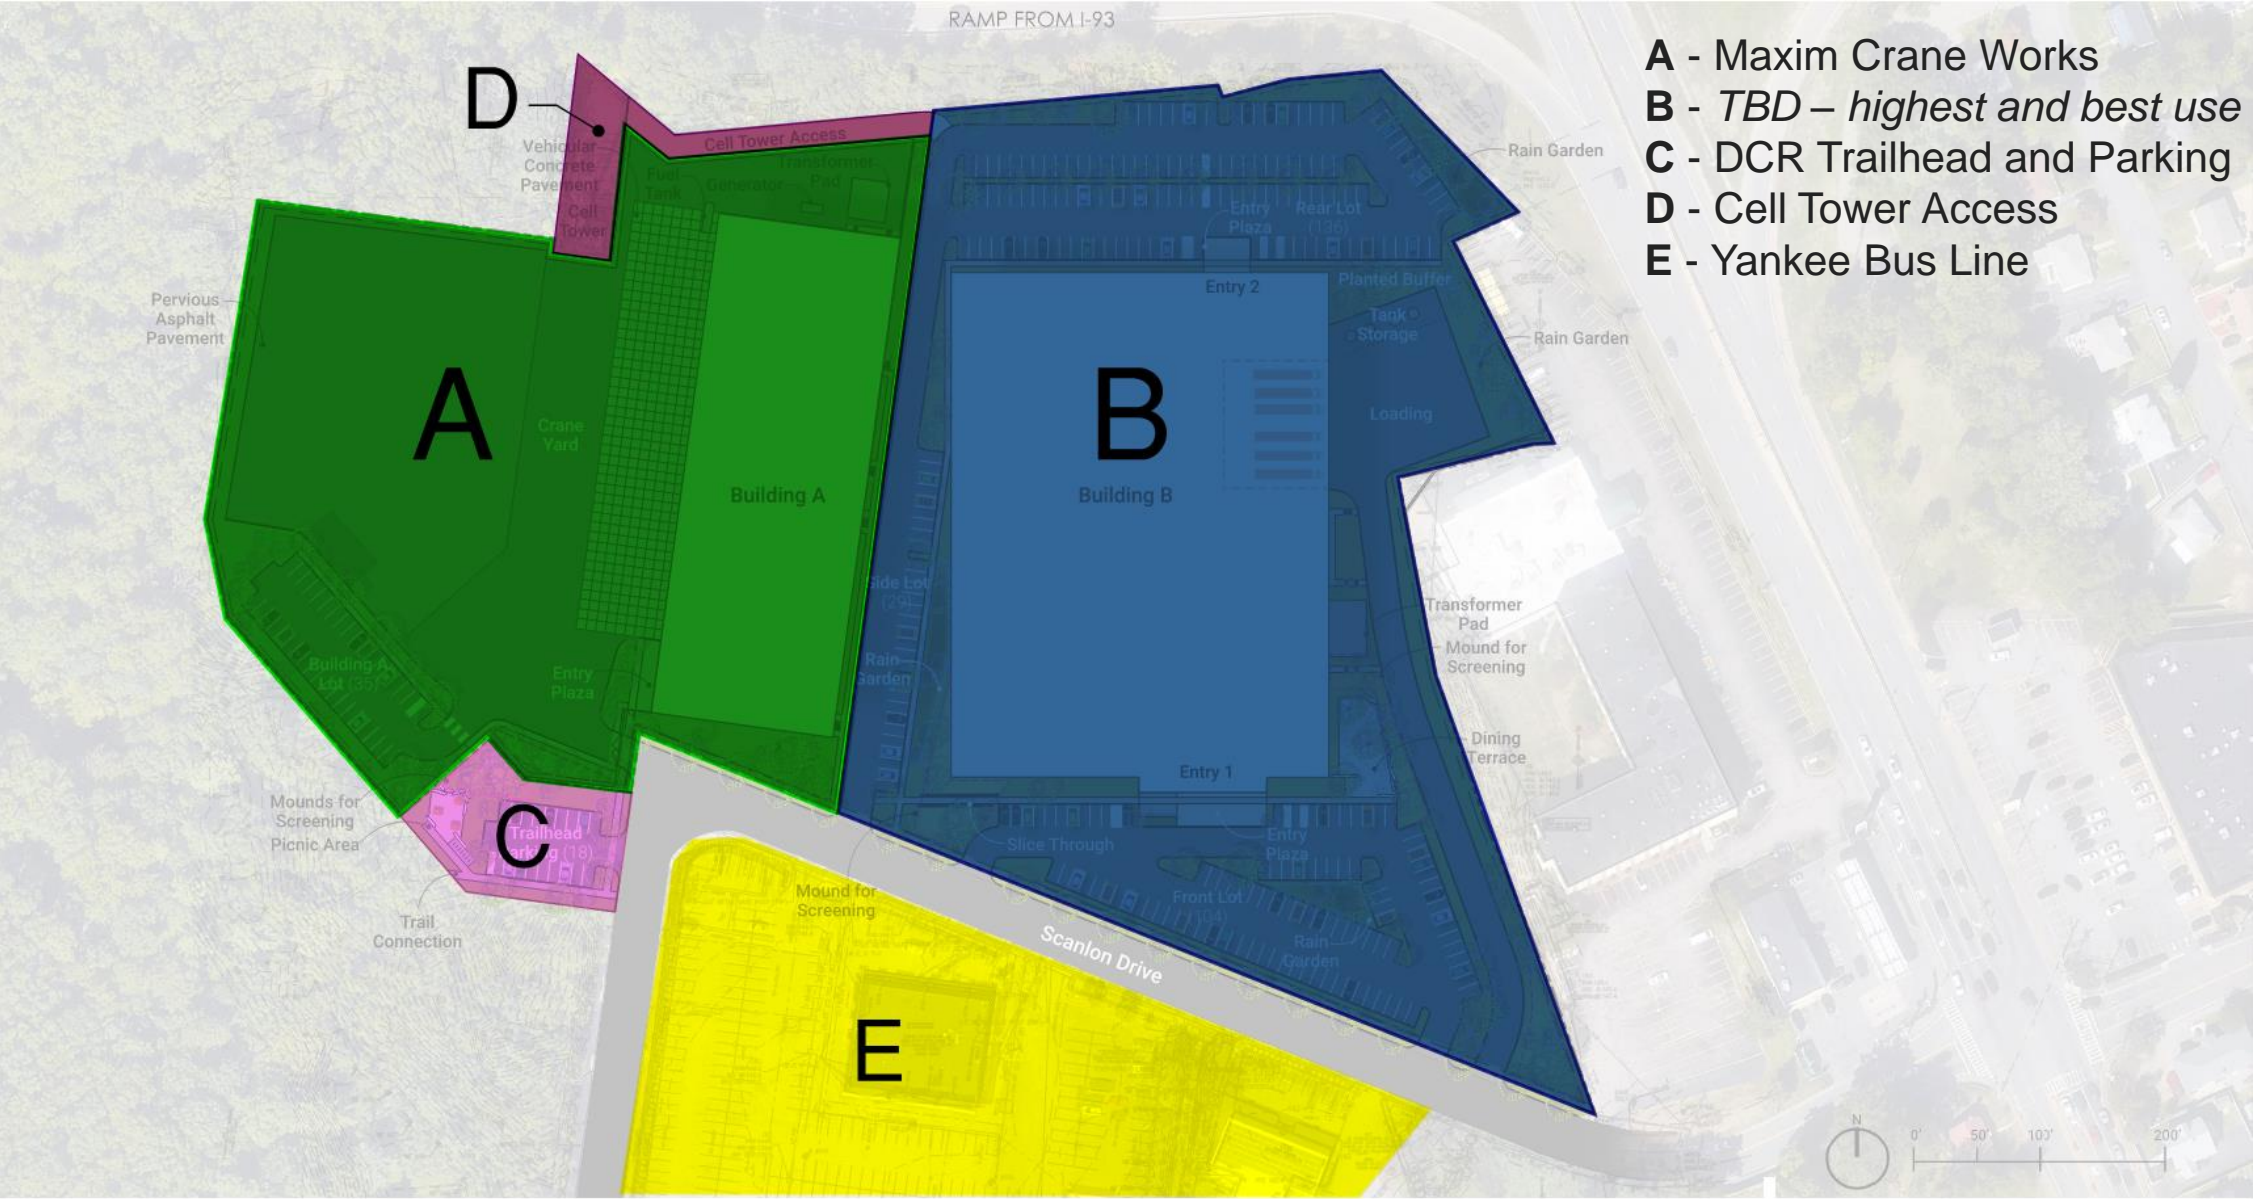 RAMP FROM I-93
A - Maxim Crane Works
B - TBD – highest and best use
C - DCR Trailhead and Parking
D - Cell Tower Access
E - Yankee Bus Line
D
Vehicular
Concrete
Pavement
Cell
Tower
Cell Tower Access
Fuel
Tank
Generator
Transformer
Pad
Rain Garden
Entry
Plaza
Rear Lot
(136)
Entry 2
Planted Buffer
Tank
Storage
Rain Garden
Pervious
Asphalt
Pavement
A
Crane
Yard
B
Loading
Building A
Building B
Side Lot
(29)
Transformer
Pad
Mound for
Screening
Building A
Lot (35)
Entry
Plaza
Rain
Garden
Dining
Terrace
Entry 1
Mounds for
Screening
Picnic Area
C
Trailhead
Parking (18)
Slice Through
Entry
Plaza
Mound for
Screening
Front Lot
(104)
Trail
Connection
Scanlon Drive
Rain
Garden
E
N
0' 50' 100' 200'